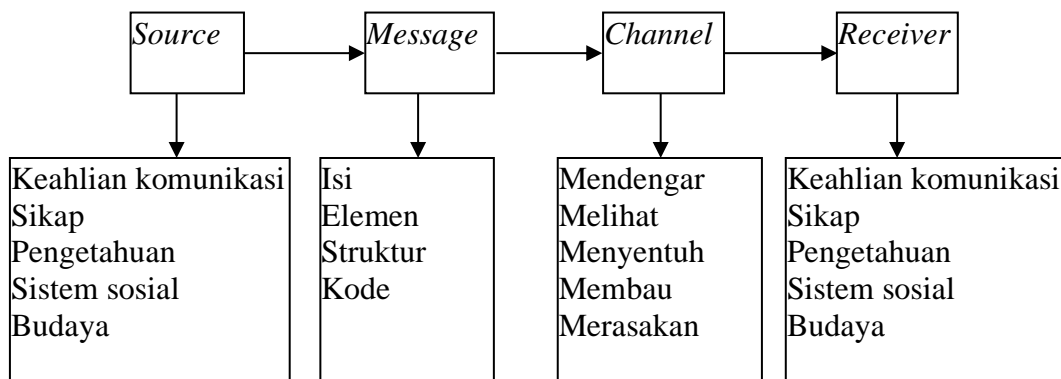 Source
Message
Channel
Receiver
Keahlian komunikasi
Sikap
Pengetahuan
Sistem sosial
Budaya
Isi
Elemen
Struktur
Kode
Mendengar
Melihat
Menyentuh
Membau
Merasakan
Keahlian komunikasi
Sikap
Pengetahuan
Sistem sosial
Budaya